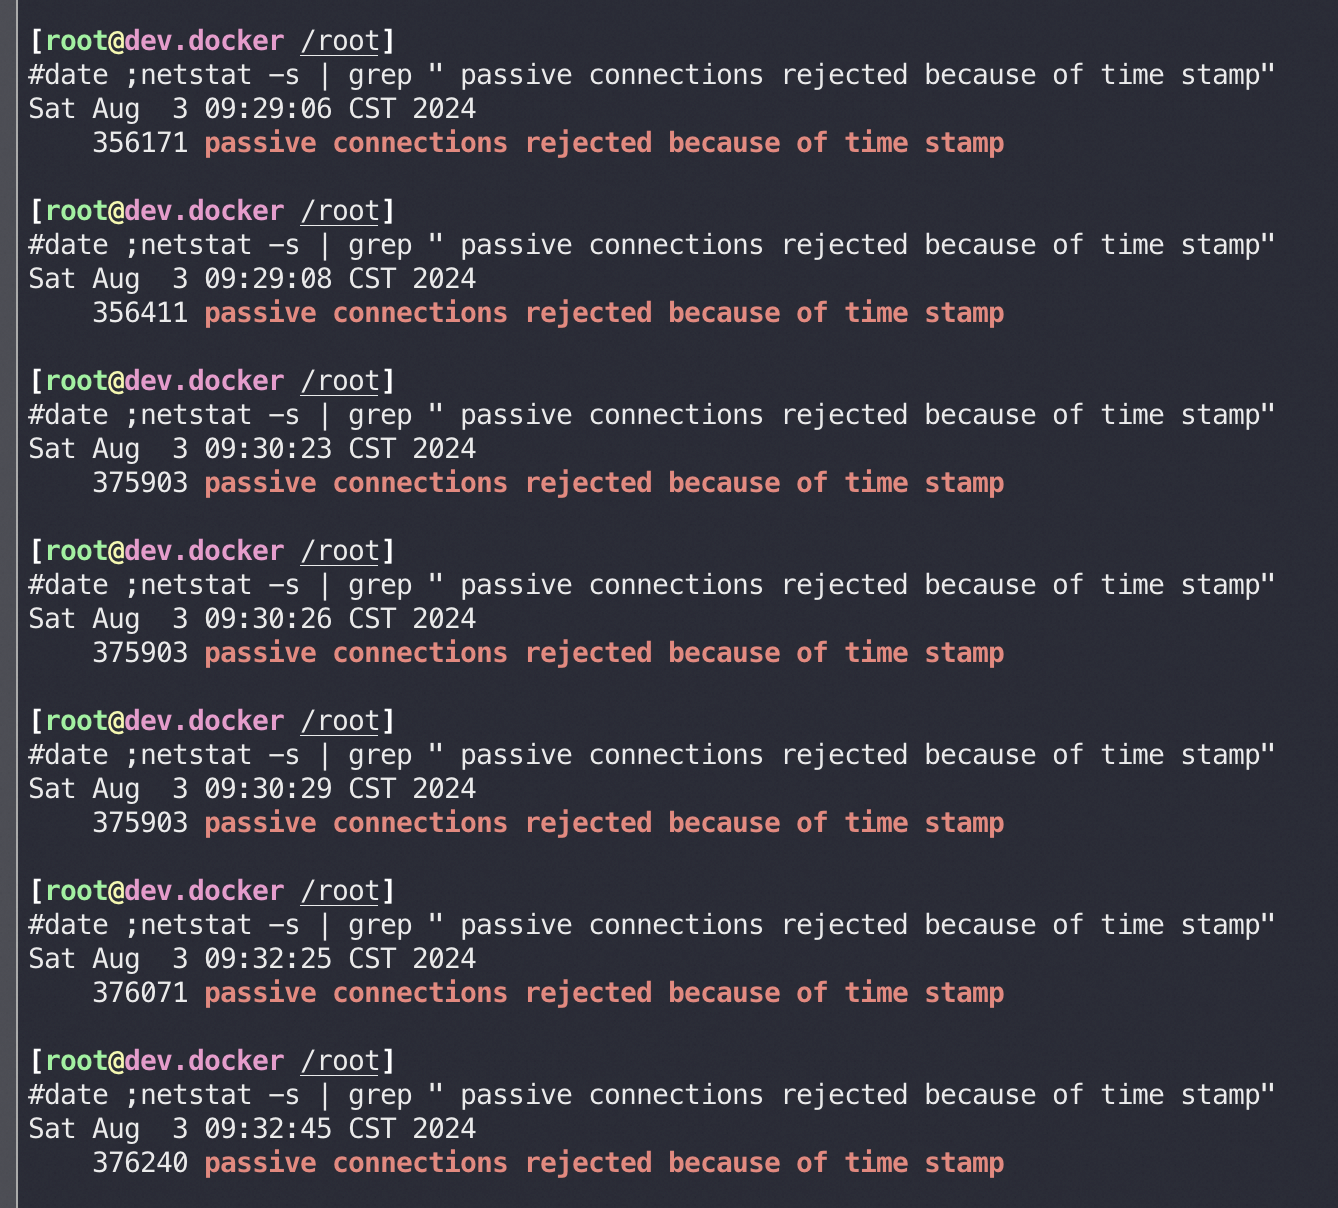 [root@dev.docker /root]
#date ;netstat -s | grep " passive connections rejected because of time stamp"
Sat Aug  3 09:29:06 CST 2024
    356171 passive connections rejected because of time stamp
[root@dev.docker /root]
#date ;netstat -s | grep " passive connections rejected because of time stamp"
Sat Aug  3 09:29:08 CST 2024
    356411 passive connections rejected because of time stamp
[root@dev.docker /root]
#date ;netstat -s | grep " passive connections rejected because of time stamp"
Sat Aug  3 09:30:23 CST 2024
    375903 passive connections rejected because of time stamp
[root@dev.docker /root]
#date ;netstat -s | grep " passive connections rejected because of time stamp"
Sat Aug  3 09:30:26 CST 2024
    375903 passive connections rejected because of time stamp
[root@dev.docker /root]
#date ;netstat -s | grep " passive connections rejected because of time stamp"
Sat Aug  3 09:30:29 CST 2024
    375903 passive connections rejected because of time stamp
[root@dev.docker /root]
#date ;netstat -s | grep " passive connections rejected because of time stamp"
Sat Aug  3 09:32:25 CST 2024
    376071 passive connections rejected because of time stamp
[root@dev.docker /root]
#date ;netstat -s | grep " passive connections rejected because of time stamp"
Sat Aug  3 09:32:45 CST 2024
    376240 passive connections rejected because of time stamp